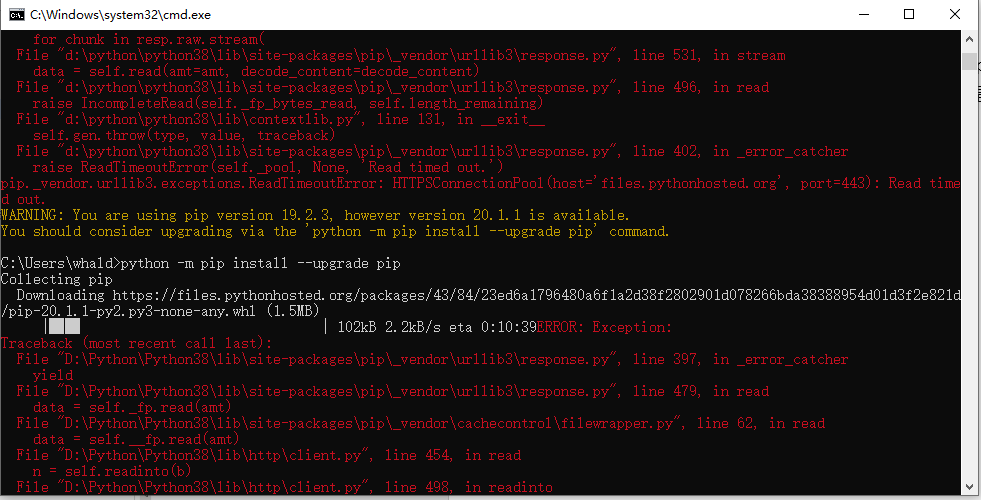 C:\Windows\system32\cmd.exe
for chunk in resp.raw.stream(
File "d:\python\python38\lib\site-packages\pip\_vendor\urllib3\response.py", line 531, in stream
data = self.read(amt=amt, decode_content=decode_content)
File "d:\python\python38\lib\site-packages\pip\_vendor\urllib3\response.py", line 496, in read
raise IncompleteRead(self._fp_bytes_read, self.length_remaining)
File "d:\python\python38\lib\contextlib.py", line 131, in __exit__
self.gen.throw(type, value, traceback)
File "d:\python\python38\lib\site-packages\pip\_vendor\urllib3\response.py", line 402, in _error_catcher
raise ReadTimeoutError(self._pool, None, 'Read timed out.')
pip._vendor.urllib3.exceptions.ReadTimeoutError: HTTPSConnectionPool(host='files.pythonhosted.org', port=443): Read time
d out.
WARNING: You are using pip version 19.2.3, however version 20.1.1 is available.
You should consider upgrading via the 'python -m pip install --upgrade pip' command.
C:\Users\whald>python -m pip install --upgrade pip
Collecting pip
Downloading https://files.pythonhosted.org/packages/43/84/23ed6a1796480a6f1a2d38f2802901d078266bda38388954d01d3f2e821d
/pip-20.1.1-py2.py3-none-any.whl (1.5MB)
|██ | 102kB 2.2kB/s eta 0:10:39ERROR: Exception:
Traceback (most recent call last):
File "D:\Python\Python38\lib\site-packages\pip\_vendor\urllib3\response.py", line 397, in _error_catcher
yield
File "D:\Python\Python38\lib\site-packages\pip\_vendor\urllib3\response.py", line 479, in read
data = self._fp.read(amt)
File "D:\Python\Python38\lib\site-packages\pip\_vendor\cachecontrol\filewrapper.py", line 62, in read
data = self.__fp.read(amt)
File "D:\Python\Python38\lib\http\client.py", line 454, in read
n = self.readinto(b)
File "D:\Python\Python38\lib\http\client.py", line 498, in readinto